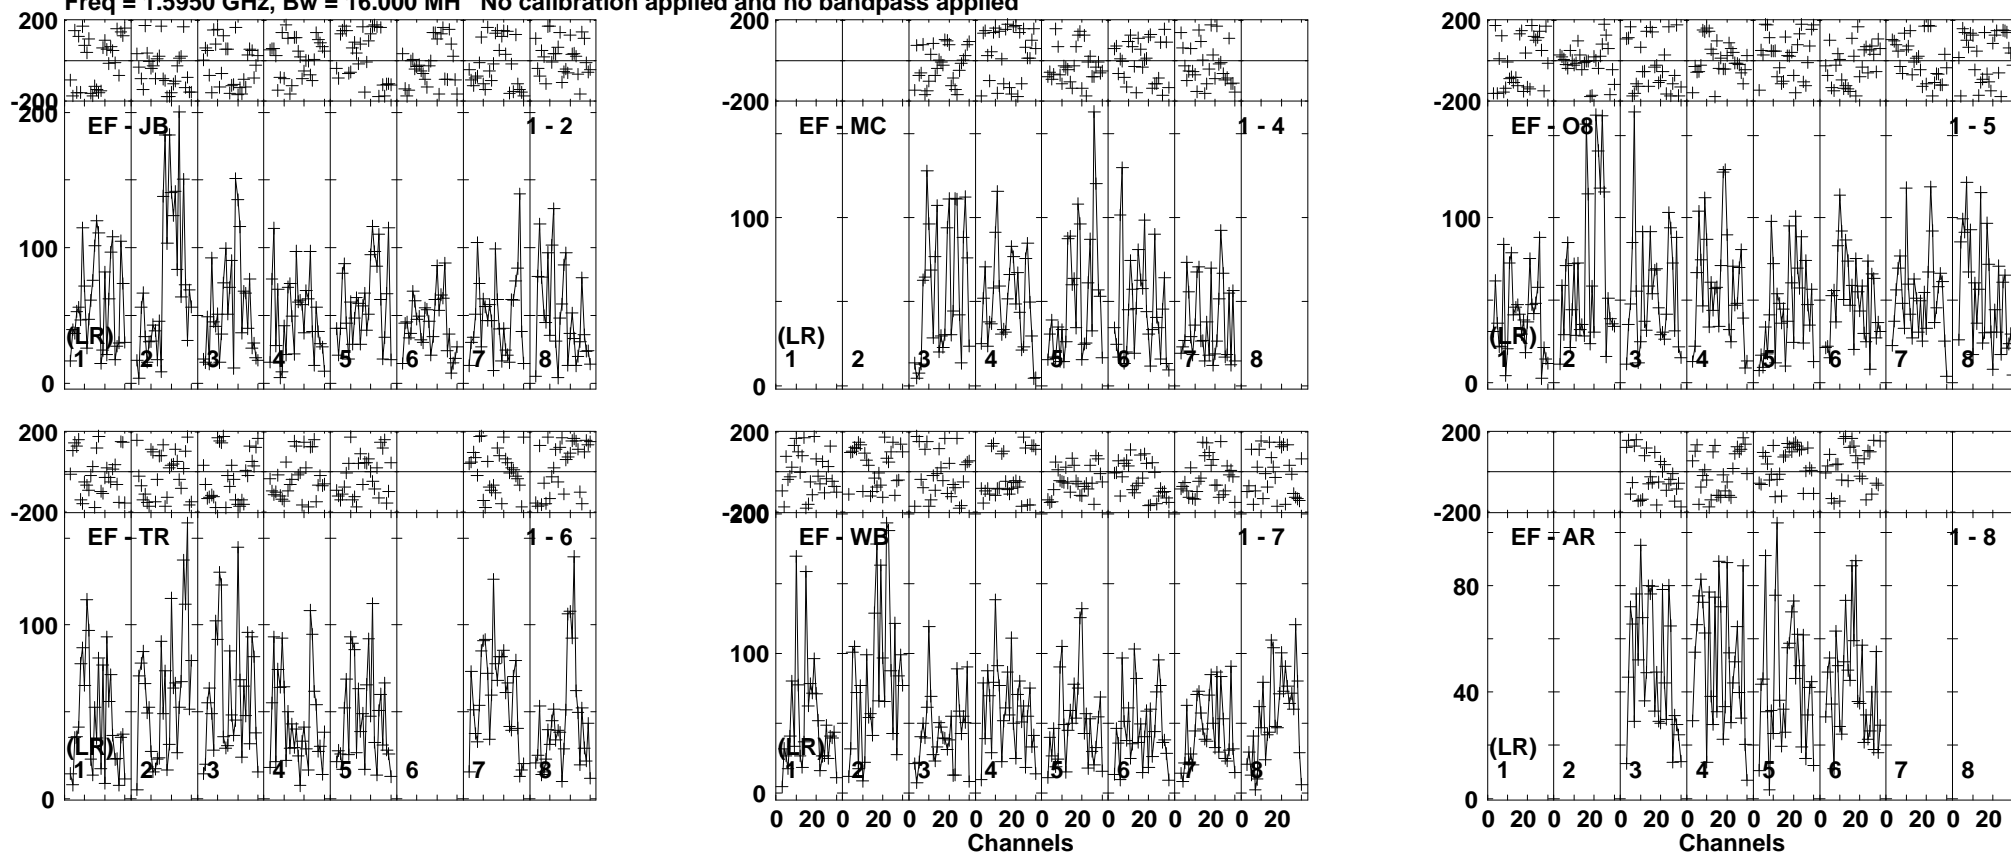 Freq = 1.5950 GHz, Bw = 16.000 MH No calibration applied and no bandpass applied
200
-200
200
100
0
EF - JB
1 - 2
(LR)
1 2 3 4 5 6 7 8
200
-200
100
0
EF - MC
1 - 4
(LR)
1 2 3 4 5 6 7 8
200
-200
100
0
EF - O8
1 - 5
(LR)
1 2 3 4 5 6 7 8
200
-200
100
0
EF - TR
1 - 6
(LR)
1 2 3 4 5 6 7 8
200
-200
200
100
0
EF - WB
1 - 7
(LR)
1 2 3 4 5 6 7 8
0 20 0 20 0 20 0 20 0 20 0 20 0 20 0 20
Channels
200
-200
80
40
0
EF - AR
1 - 8
(LR)
1 2 3 4 5 6 7 8
0 20 0 20 0 20 0 20 0 20 0 20 0 20 0 20
Channels